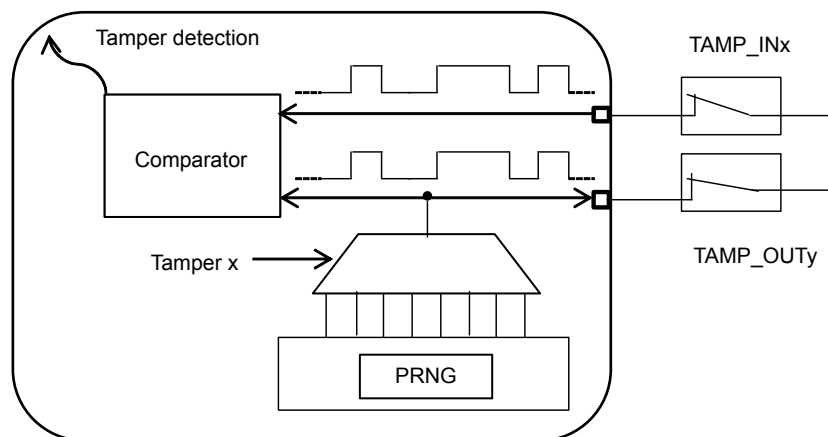 Tamper detection
TAMP_INx
Comparator
Tamper x
TAMP_OUTy
PRNG